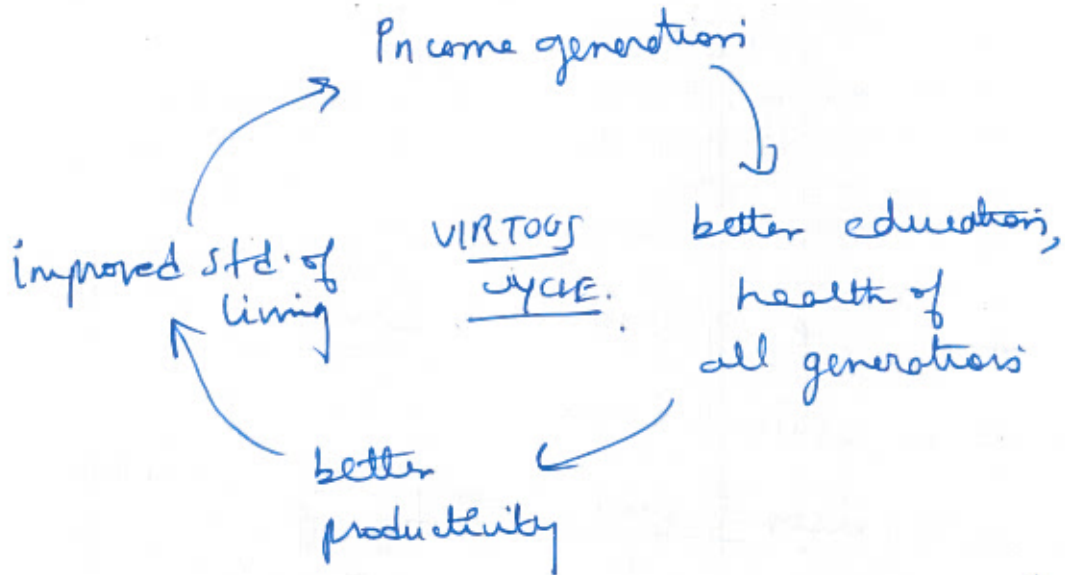 Income generation
better education,
health of
all generations
better
productivity
improved std. of
living
VIRTOUS
CYCLE.